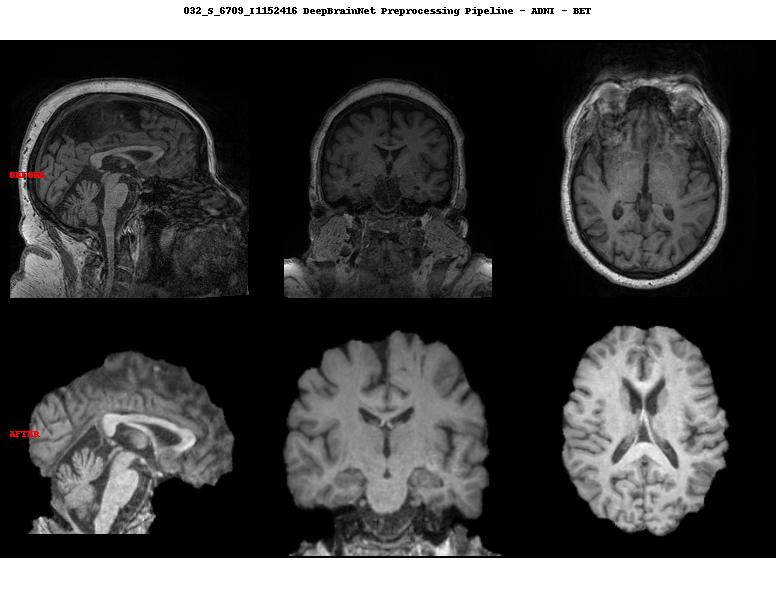 032_S_6709_I1152416 DeepBrainNet Preprocessing Pipeline - ADNI - BET
BEFORE
AFTER